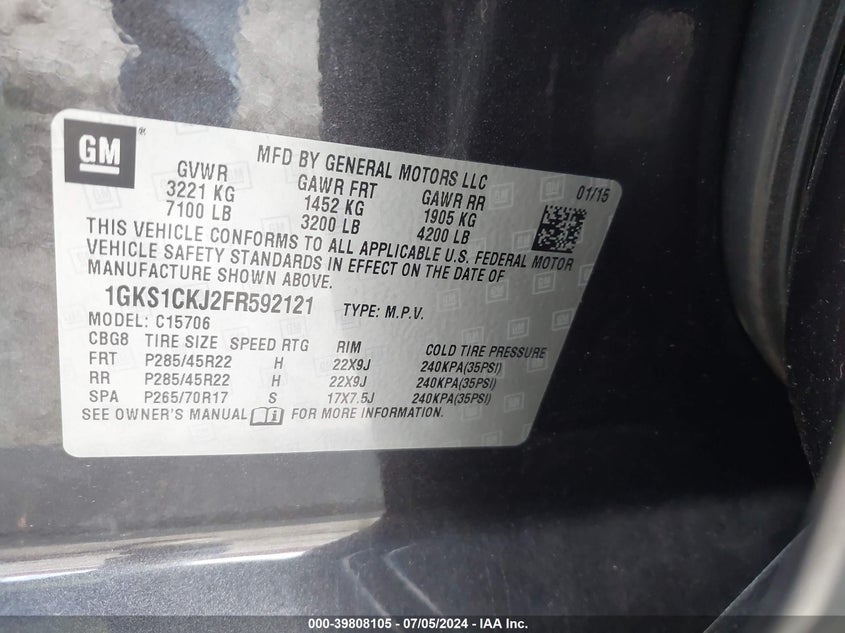 GM ®
MFD BY GENERAL MOTORS LLC
GVWR GAWR FRT GAWR RR 01/15
3221 KG 1452 KG 1905 KG
7100 LB 3200 LB 4200 LB
THIS VEHICLE CONFORMS TO ALL APPLICABLE U.S. FEDERAL MOTOR
VEHICLE SAFETY STANDARDS IN EFFECT ON THE DATE OF
MANUFACTURE SHOWN ABOVE.
1GKS1CKJ2FR592121 TYPE: M.P.V.
MODEL: C15706
CBG8 TIRE SIZE SPEED RTG RIM COLD TIRE PRESSURE
FRT P285/45R22 H 22X9J 240KPA(35PSI)
RR P285/45R22 H 22X9J 240KPA(35PSI)
SPA P265/70R17 S 17X7.5J 240KPA(35PSI)
SEE OWNER'S MANUAL i FOR MORE INFORMATION.
000-39808105 - 07/05/2024 - IAA Inc.